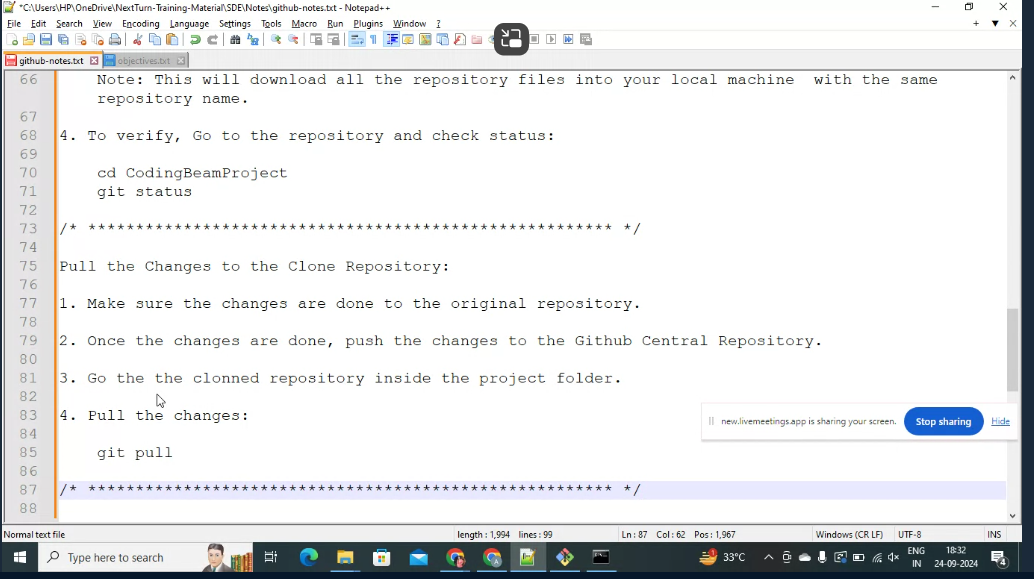 *C:\Users\HP\OneDrive\NextTurn-Training-Material\SDE\Notes\github-notes.txt - Notepad++
File Edit Search View Encoding Language Settings Tools Macro Run Plugins Window ?
github-notes.txt objectives.txt
66 Note: This will download all the repository files into your local machine with the same
repository name.
67
68 4. To verify, Go to the repository and check status:
69
70 cd CodingBeamProject
71 git status
72
73 /* ******************************************************* */
74
75 Pull the Changes to the Clone Repository:
76
77 1. Make sure the changes are done to the original repository.
78
79 2. Once the changes are done, push the changes to the Github Central Repository.
80
81 3. Go the the clonned repository inside the project folder.
82
83 4. Pull the changes:
84
85 git pull
86
87 /* ******************************************************* */
88
new.livemeetings.app is sharing your screen. Stop sharing Hide
Normal text file length : 1,994 lines : 99 Ln : 87 Col : 62 Pos : 1,967 Windows (CR LF) UTF-8 INS
Type here to search 33°C ENG IN 18:32 24-09-2024 4